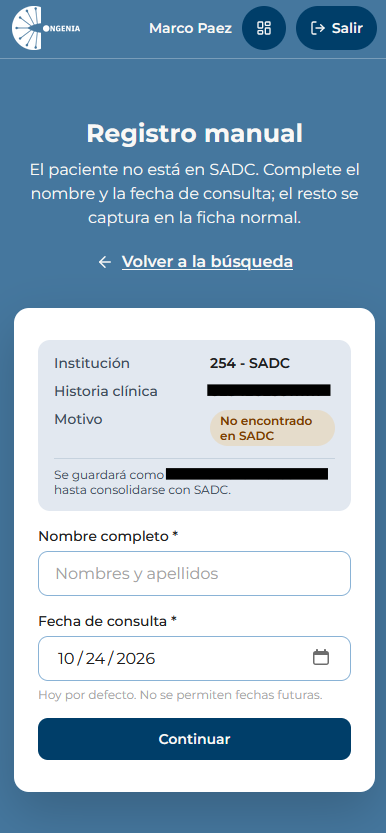 ONGENIA
Marco Paez
Salir
Registro manual
El paciente no está en SADC. Complete el
nombre y la fecha de consulta; el resto se
captura en la ficha normal.
Volver a la búsqueda
Institución 254 - SADC
Historia clínica
Motivo No encontrado
en SADC
Se guardará como
hasta consolidarse con SADC.
Nombre completo *
Nombres y apellidos
Fecha de consulta *
10/24/2026
Hoy por defecto. No se permiten fechas futuras.
Continuar